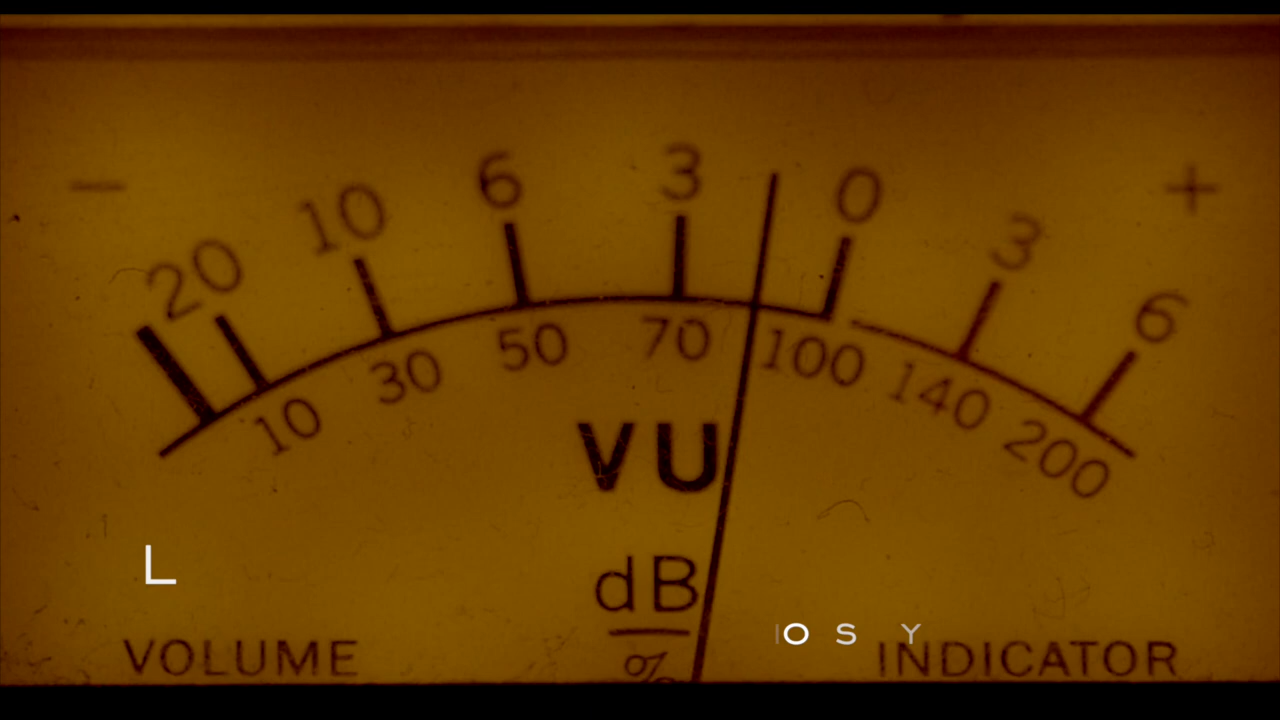 − 20 10 6 3 0 3 6 +
10 30 50 70 100 140 200
VU
dB
%
L
O S Y
VOLUME INDICATOR